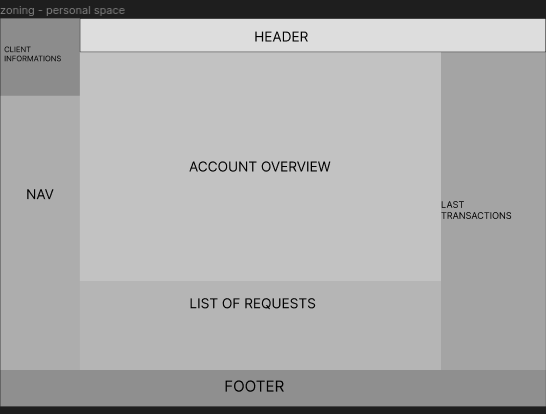 zoning - personal space
HEADER
CLIENT
INFORMATIONS
ACCOUNT OVERVIEW
NAV
LAST
TRANSACTIONS
LIST OF REQUESTS
FOOTER